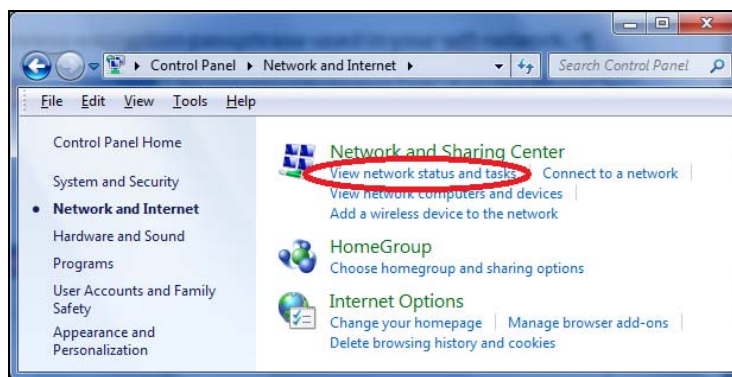 Control Panel Network and Internet Search Control Panel
File Edit View Tools Help
Control Panel Home
System and Security
Network and Internet
Hardware and Sound
Programs
User Accounts and Family
Safety
Appearance and
Personalization
Network and Sharing Center
View network status and tasks Connect to a network
View network computers and devices
Add a wireless device to the network
HomeGroup
Choose homegroup and sharing options
Internet Options
Change your homepage Manage browser add-ons
Delete browsing history and cookies